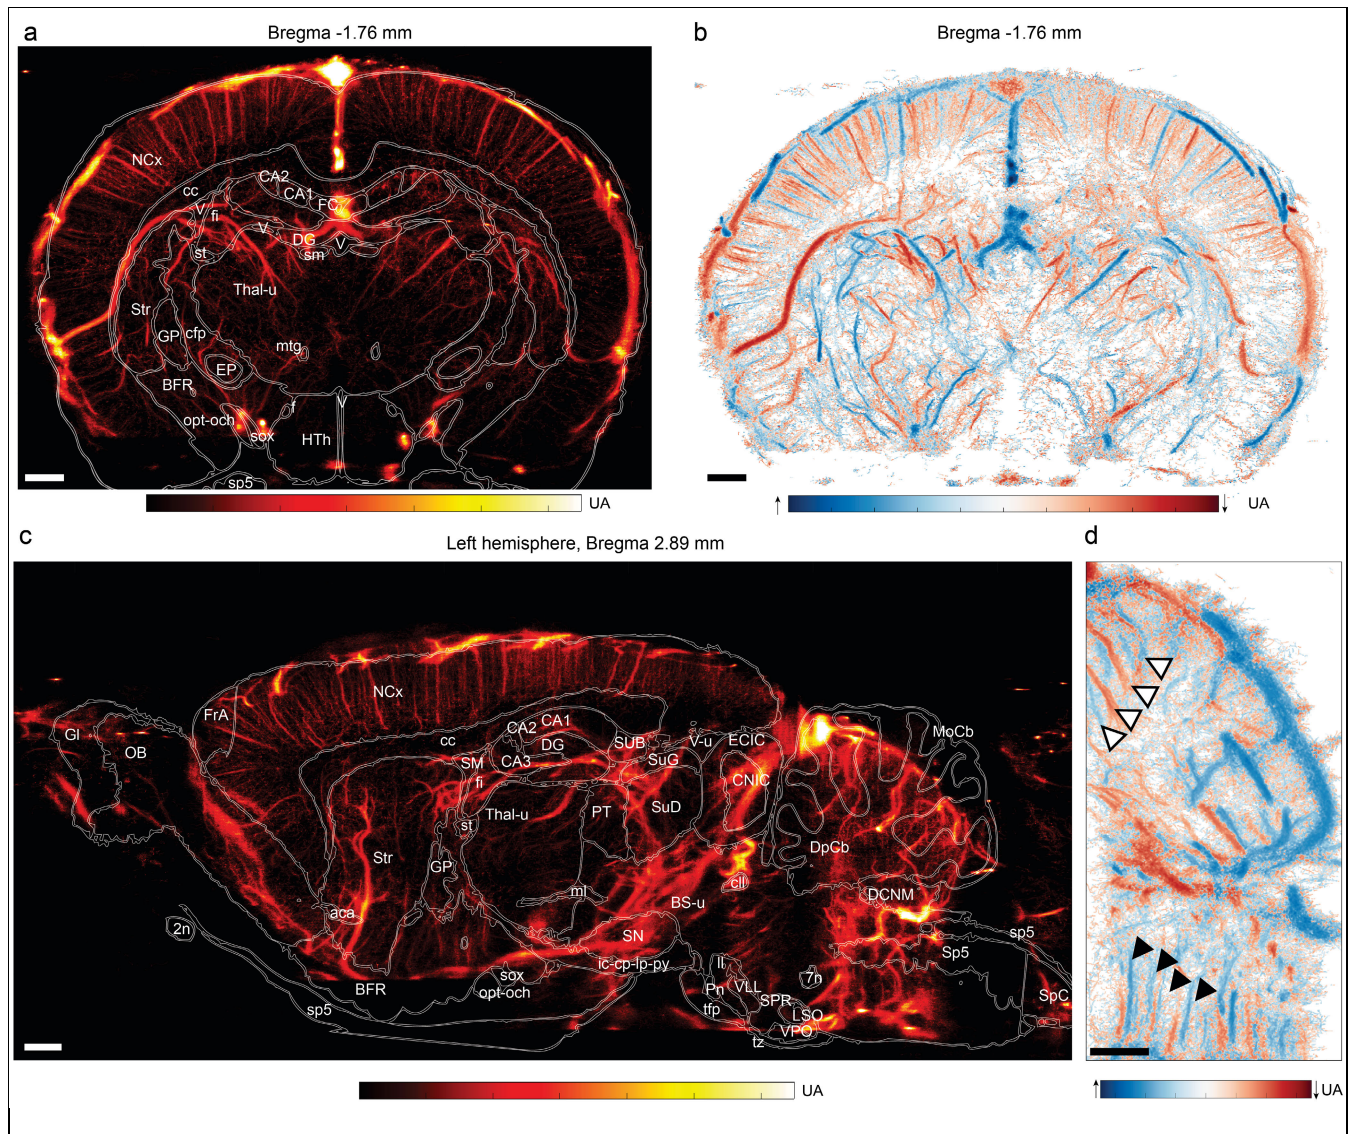 a
Bregma -1.76 mm
b
Bregma -1.76 mm
NCx
CA2
cc
CA1
FC
V
fi
V
DG
V
st
sm
Thal-u
Str
GP
cfp
mtg
EP
BFR
f
V
opt-och
sox
HTh
sp5
UA
UA
c
Left hemisphere, Bregma 2.89 mm
d
NCx
FrA
Gl
OB
cc
CA2
CA1
DG
SUB
V-u
ECIC
MoCb
SM
CA3
SuG
fi
CNIC
st
Thal-u
PT
SuD
Str
GP
DpCb
cll
ml
BS-u
DCNM
aca
2n
SN
sp5
Sp5
ic-cp-lp-py
ll
sox
opt-och
BFR
Pn
VLL
7n
SpC
sp5
tfp
SPR
LSO
VPO
tz
UA
UA